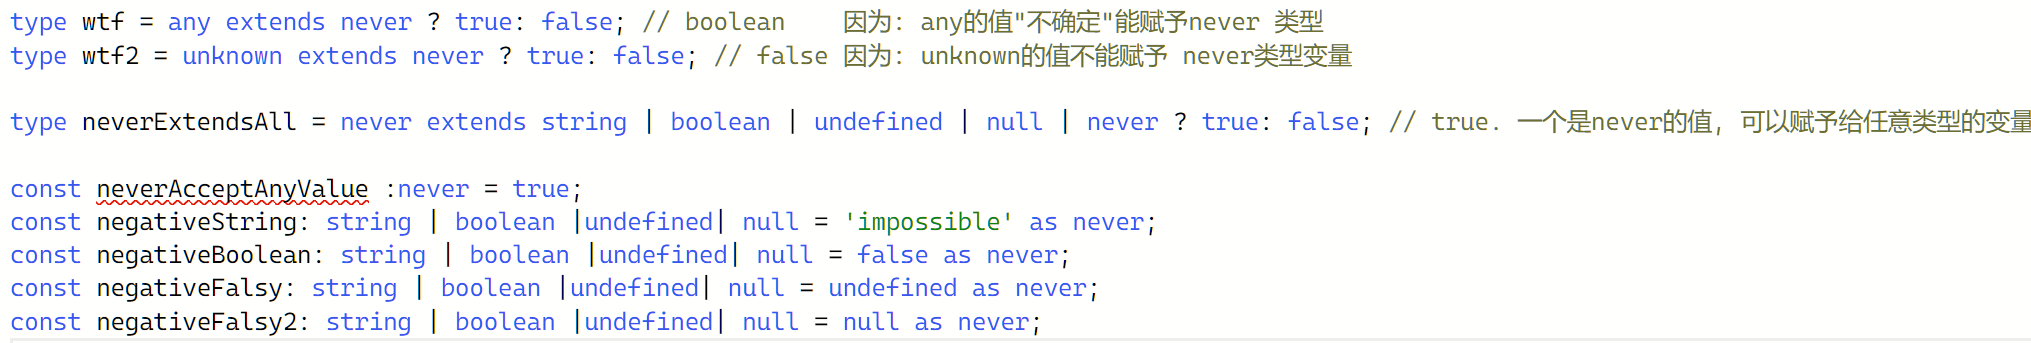 type wtf = any extends never ? true: false; // boolean    因为: any的值"不确定"能赋予never 类型
type wtf2 = unknown extends never ? true: false; // false 因为: unknown的值不能赋予 never类型变量
type neverExtendsAll = never extends string | boolean | undefined | null | never ? true: false; // true. 一个是never的值, 可以赋予给任意类型的变量
const neverAcceptAnyValue :never = true;
const negativeString: string | boolean |undefined| null = 'impossible' as never;
const negativeBoolean: string | boolean |undefined| null = false as never;
const negativeFalsy: string | boolean |undefined| null = undefined as never;
const negativeFalsy2: string | boolean |undefined| null = null as never;